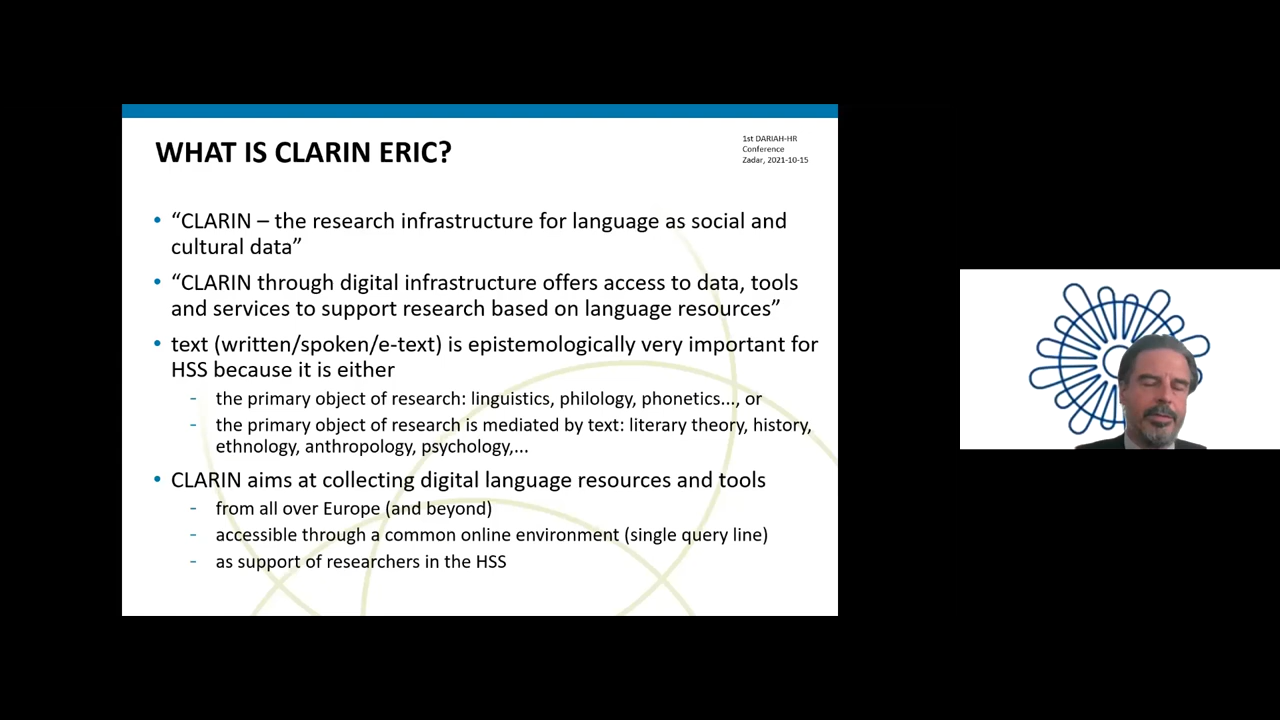 WHAT IS CLARIN ERIC?
1st DARIAH-HR
Conference
Zadar, 2021-10-15
• “CLARIN – the research infrastructure for language as social and
cultural data”
• “CLARIN through digital infrastructure offers access to data, tools
and services to support research based on language resources”
• text (written/spoken/e-text) is epistemologically very important for
HSS because it is either
- the primary object of research: linguistics, philology, phonetics..., or
- the primary object of research is mediated by text: literary theory, history,
ethnology, anthropology, psychology,...
• CLARIN aims at collecting digital language resources and tools
- from all over Europe (and beyond)
- accessible through a common online environment (single query line)
- as support of researchers in the HSS